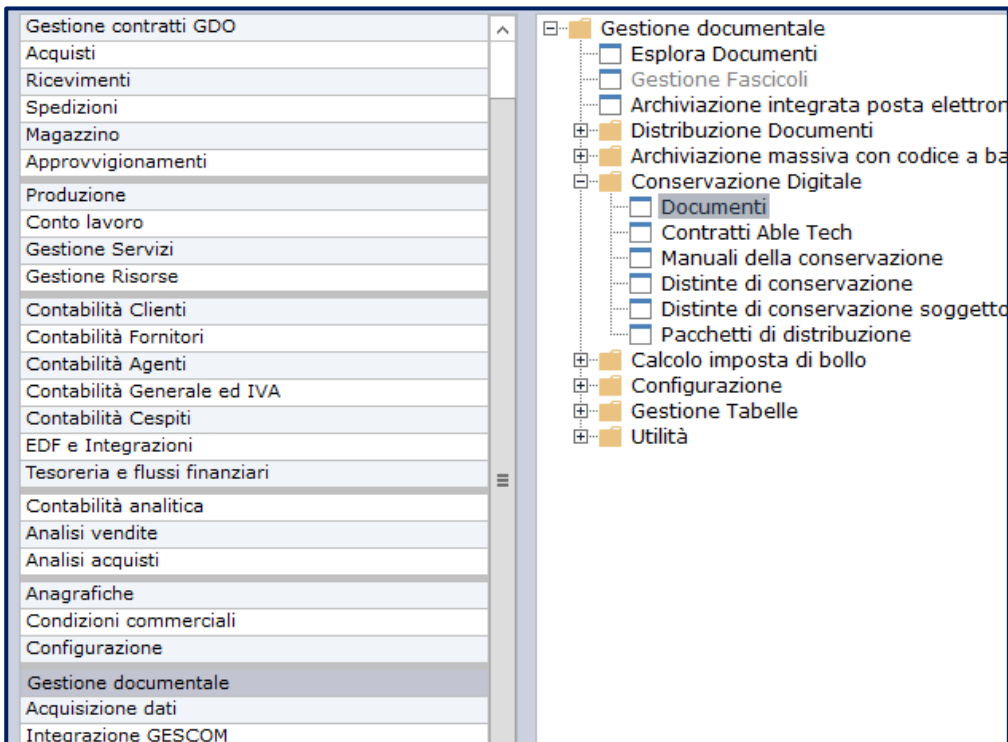 Gestione contratti GDO
Acquisti
Ricevimenti
Spedizioni
Magazzino
Approvvigionamenti
Produzione
Conto lavoro
Gestione Servizi
Gestione Risorse
Contabilità Clienti
Contabilità Fornitori
Contabilità Agenti
Contabilità Generale ed IVA
Contabilità Cespiti
EDF e Integrazioni
Tesoreria e flussi finanziari
Contabilità analitica
Analisi vendite
Analisi acquisti
Anagrafiche
Condizioni commerciali
Configurazione
Gestione documentale
Acquisizione dati
Integrazione GESCOM
Gestione documentale
Esplora Documenti
Gestione Fascicoli
Archiviazione integrata posta elettron
Distribuzione Documenti
Archiviazione massiva con codice a ba
Conservazione Digitale
Documenti
Contratti Able Tech
Manuali della conservazione
Distinte di conservazione
Distinte di conservazione soggetto
Pacchetti di distribuzione
Calcolo imposta di bollo
Configurazione
Gestione Tabelle
Utilità